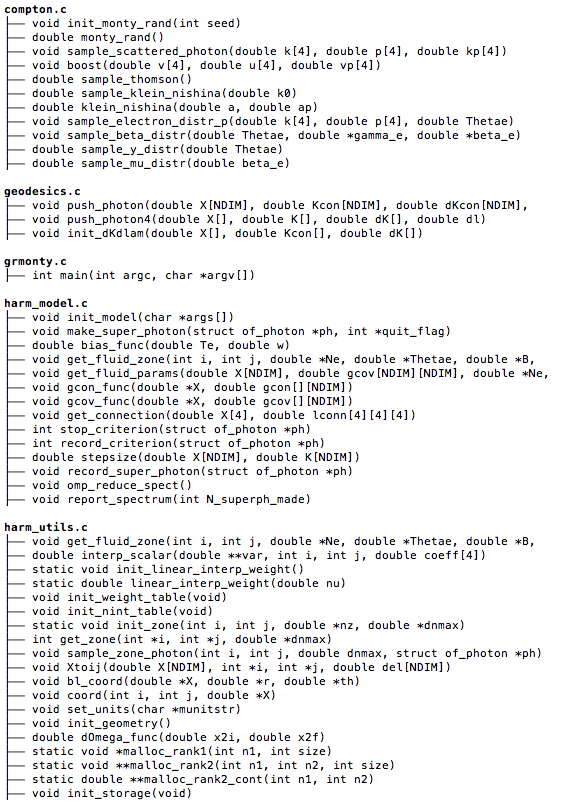 compton.c
├── void init_monty_rand(int seed)
├── double monty_rand()
├── void sample_scattered_photon(double k[4], double p[4], double kp[4])
├── void boost(double v[4], double u[4], double vp[4])
├── double sample_thomson()
├── double sample_klein_nishina(double k0)
├── double klein_nishina(double a, double ap)
├── void sample_electron_distr_p(double k[4], double p[4], double Thetae)
├── void sample_beta_distr(double Thetae, double *gamma_e, double *beta_e)
├── double sample_y_distr(double Thetae)
├── double sample_mu_distr(double beta_e)
geodesics.c
├── void push_photon(double X[NDIM], double Kcon[NDIM], double dKcon[NDIM],
├── void push_photon4(double X[], double K[], double dK[], double dl)
├── void init_dKdlam(double X[], double Kcon[], double dK[])
grmonty.c
├── int main(int argc, char *argv[])
harm_model.c
├── void init_model(char *args[])
├── void make_super_photon(struct of_photon *ph, int *quit_flag)
├── double bias_func(double Te, double w)
├── void get_fluid_zone(int i, int j, double *Ne, double *Thetae, double *B,
├── void get_fluid_params(double X[NDIM], double gcov[NDIM][NDIM], double *Ne,
├── void gcon_func(double *X, double gcon[][NDIM])
├── void gcov_func(double *X, double gcov[][NDIM])
├── void get_connection(double X[4], double lconn[4][4][4])
├── int stop_criterion(struct of_photon *ph)
├── int record_criterion(struct of_photon *ph)
├── double stepsize(double X[NDIM], double K[NDIM])
├── void record_super_photon(struct of_photon *ph)
├── void omp_reduce_spect()
├── void report_spectrum(int N_superph_made)
harm_utils.c
├── void get_fluid_zone(int i, int j, double *Ne, double *Thetae, double *B,
├── double interp_scalar(double **var, int i, int j, double coeff[4])
├── static void init_linear_interp_weight()
├── static double linear_interp_weight(double nu)
├── void init_weight_table(void)
├── void init_nint_table(void)
├── static void init_zone(int i, int j, double *nz, double *dnmax)
├── int get_zone(int *i, int *j, double *dnmax)
├── void sample_zone_photon(int i, int j, double dnmax, struct of_photon *ph)
├── void Xtoij(double X[NDIM], int *i, int *j, double del[NDIM])
├── void bl_coord(double *X, double *r, double *th)
├── void coord(int i, int j, double *X)
├── void set_units(char *munitstr)
├── void init_geometry()
├── double dOmega_func(double x2i, double x2f)
├── static void *malloc_rank1(int n1, int size)
├── static void **malloc_rank2(int n1, int n2, int size)
├── static double **malloc_rank2_cont(int n1, int n2)
├── void init_storage(void)